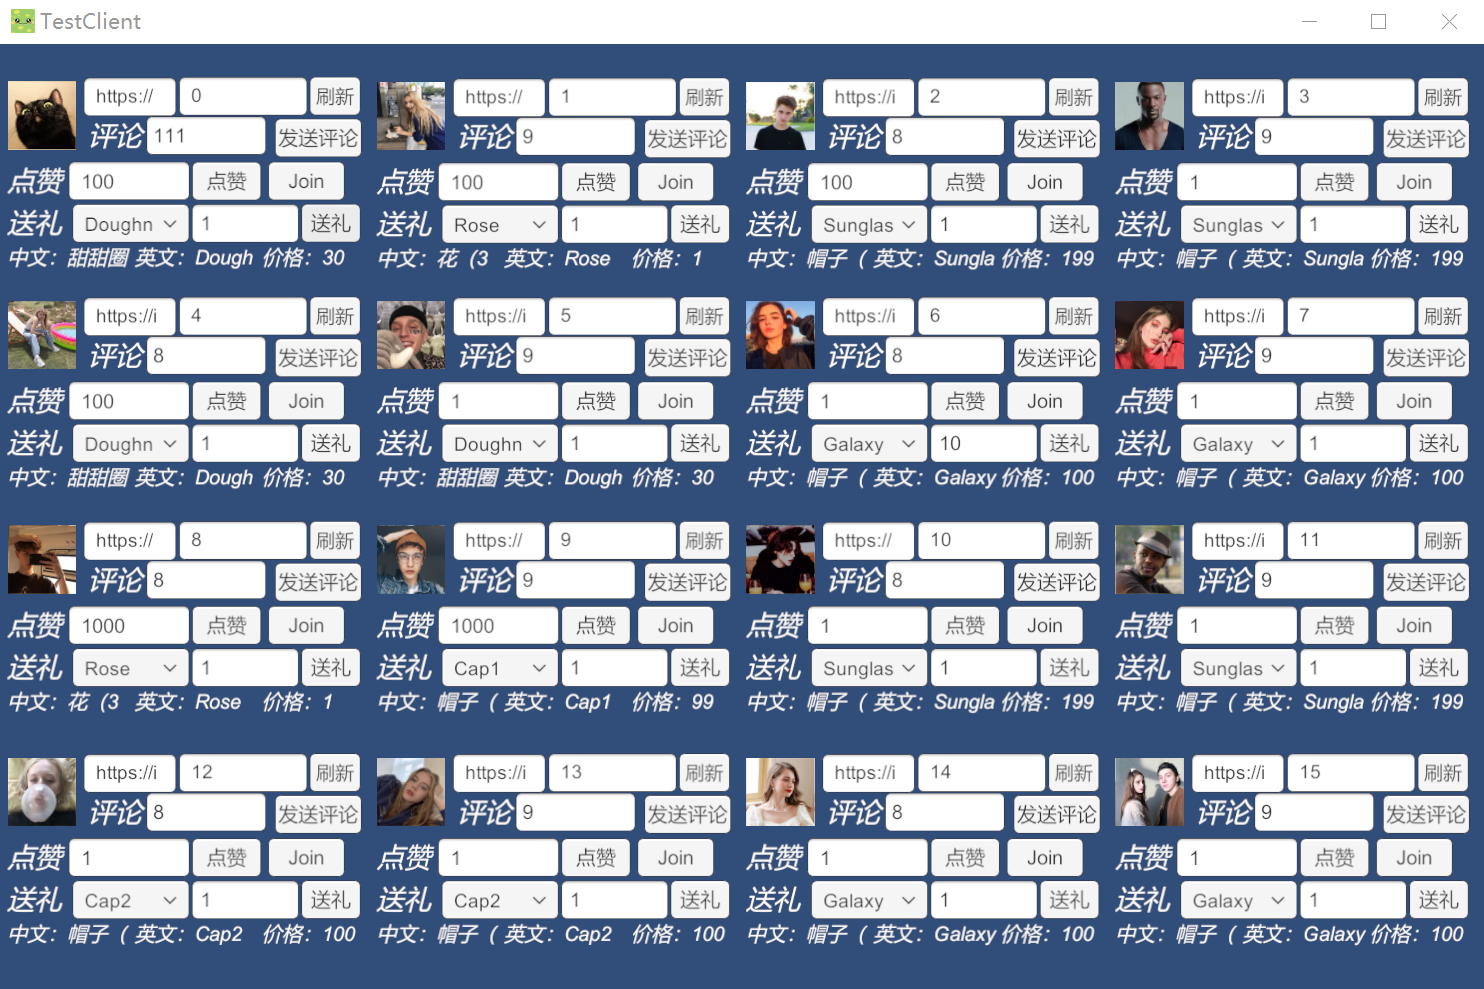 TestClient
https:// 0 刷新 https:// 1 刷新 https://i 2 刷新 https://i 3 刷新
评论 111 发送评论 评论 9 发送评论 评论 8 发送评论 评论 9 发送评论
点赞 100 点赞 Join 点赞 100 点赞 Join 点赞 100 点赞 Join 点赞 1 点赞 Join
送礼 Doughn 1 送礼 送礼 Rose 1 送礼 送礼 Sunglas 1 送礼 送礼 Sunglas 1 送礼
中文：甜甜圈 英文：Dough 价格：30 中文：花（3 英文：Rose 价格：1 中文：帽子（ 英文：Sungla 价格：199 中文：帽子（ 英文：Sungla 价格：199
https://i 4 刷新 https://i 5 刷新 https://i 6 刷新 https://i 7 刷新
评论 8 发送评论 评论 9 发送评论 评论 8 发送评论 评论 9 发送评论
点赞 100 点赞 Join 点赞 1 点赞 Join 点赞 1 点赞 Join 点赞 1 点赞 Join
送礼 Doughn 1 送礼 送礼 Doughn 1 送礼 送礼 Galaxy 10 送礼 送礼 Galaxy 1 送礼
中文：甜甜圈 英文：Dough 价格：30 中文：甜甜圈 英文：Dough 价格：30 中文：帽子（ 英文：Galaxy 价格：100 中文：帽子（ 英文：Galaxy 价格：100
https:// 8 刷新 https:// 9 刷新 https:// 10 刷新 https://i 11 刷新
评论 8 发送评论 评论 9 发送评论 评论 8 发送评论 评论 9 发送评论
点赞 1000 点赞 Join 点赞 1000 点赞 Join 点赞 1 点赞 Join 点赞 1 点赞 Join
送礼 Rose 1 送礼 送礼 Cap1 1 送礼 送礼 Sunglas 1 送礼 送礼 Sunglas 1 送礼
中文：花（3 英文：Rose 价格：1 中文：帽子（ 英文：Cap1 价格：99 中文：帽子（ 英文：Sungla 价格：199 中文：帽子（ 英文：Sungla 价格：199
https://i 12 刷新 https://i 13 刷新 https://i 14 刷新 https://i 15 刷新
评论 8 发送评论 评论 9 发送评论 评论 8 发送评论 评论 9 发送评论
点赞 1 点赞 Join 点赞 1 点赞 Join 点赞 1 点赞 Join 点赞 1 点赞 Join
送礼 Cap2 1 送礼 送礼 Cap2 1 送礼 送礼 Galaxy 1 送礼 送礼 Galaxy 1 送礼
中文：帽子（ 英文：Cap2 价格：100 中文：帽子（ 英文：Cap2 价格：100 中文：帽子（ 英文：Galaxy 价格：100 中文：帽子（ 英文：Galaxy 价格：100